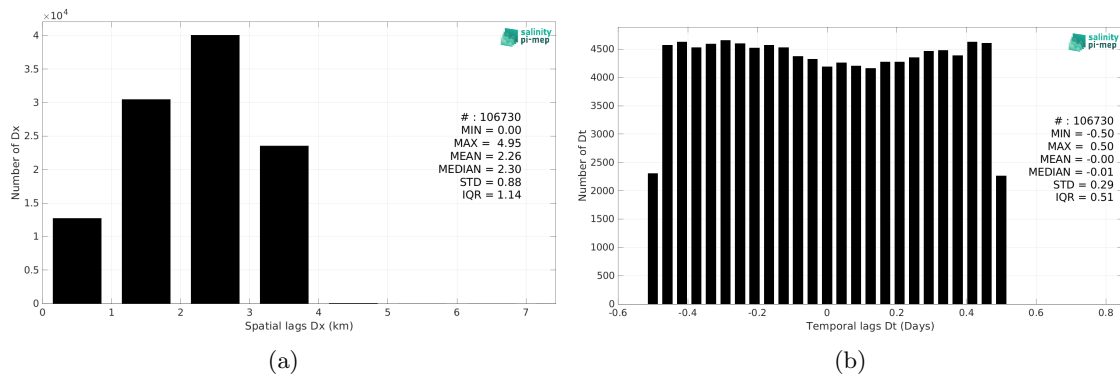 ×10⁴
4
3.5
3
2.5
2
1.5
1
0.5
0
Number of Dx
0 1 2 3 4 5 6 7
Spatial lags Dx (km)
salinity
pi-mep
# : 106730
MIN = 0.00
MAX = 4.95
MEAN = 2.26
MEDIAN = 2.30
STD = 0.88
IQR = 1.14
(a)
4500
4000
3500
3000
2500
2000
1500
1000
500
0
Number of Dt
-0.6 -0.4 -0.2 0 0.2 0.4 0.6 0.8
Temporal lags Dt (Days)
salinity
pi-mep
# : 106730
MIN = -0.50
MAX = 0.50
MEAN = -0.00
MEDIAN = -0.01
STD = 0.29
IQR = 0.51
(b)